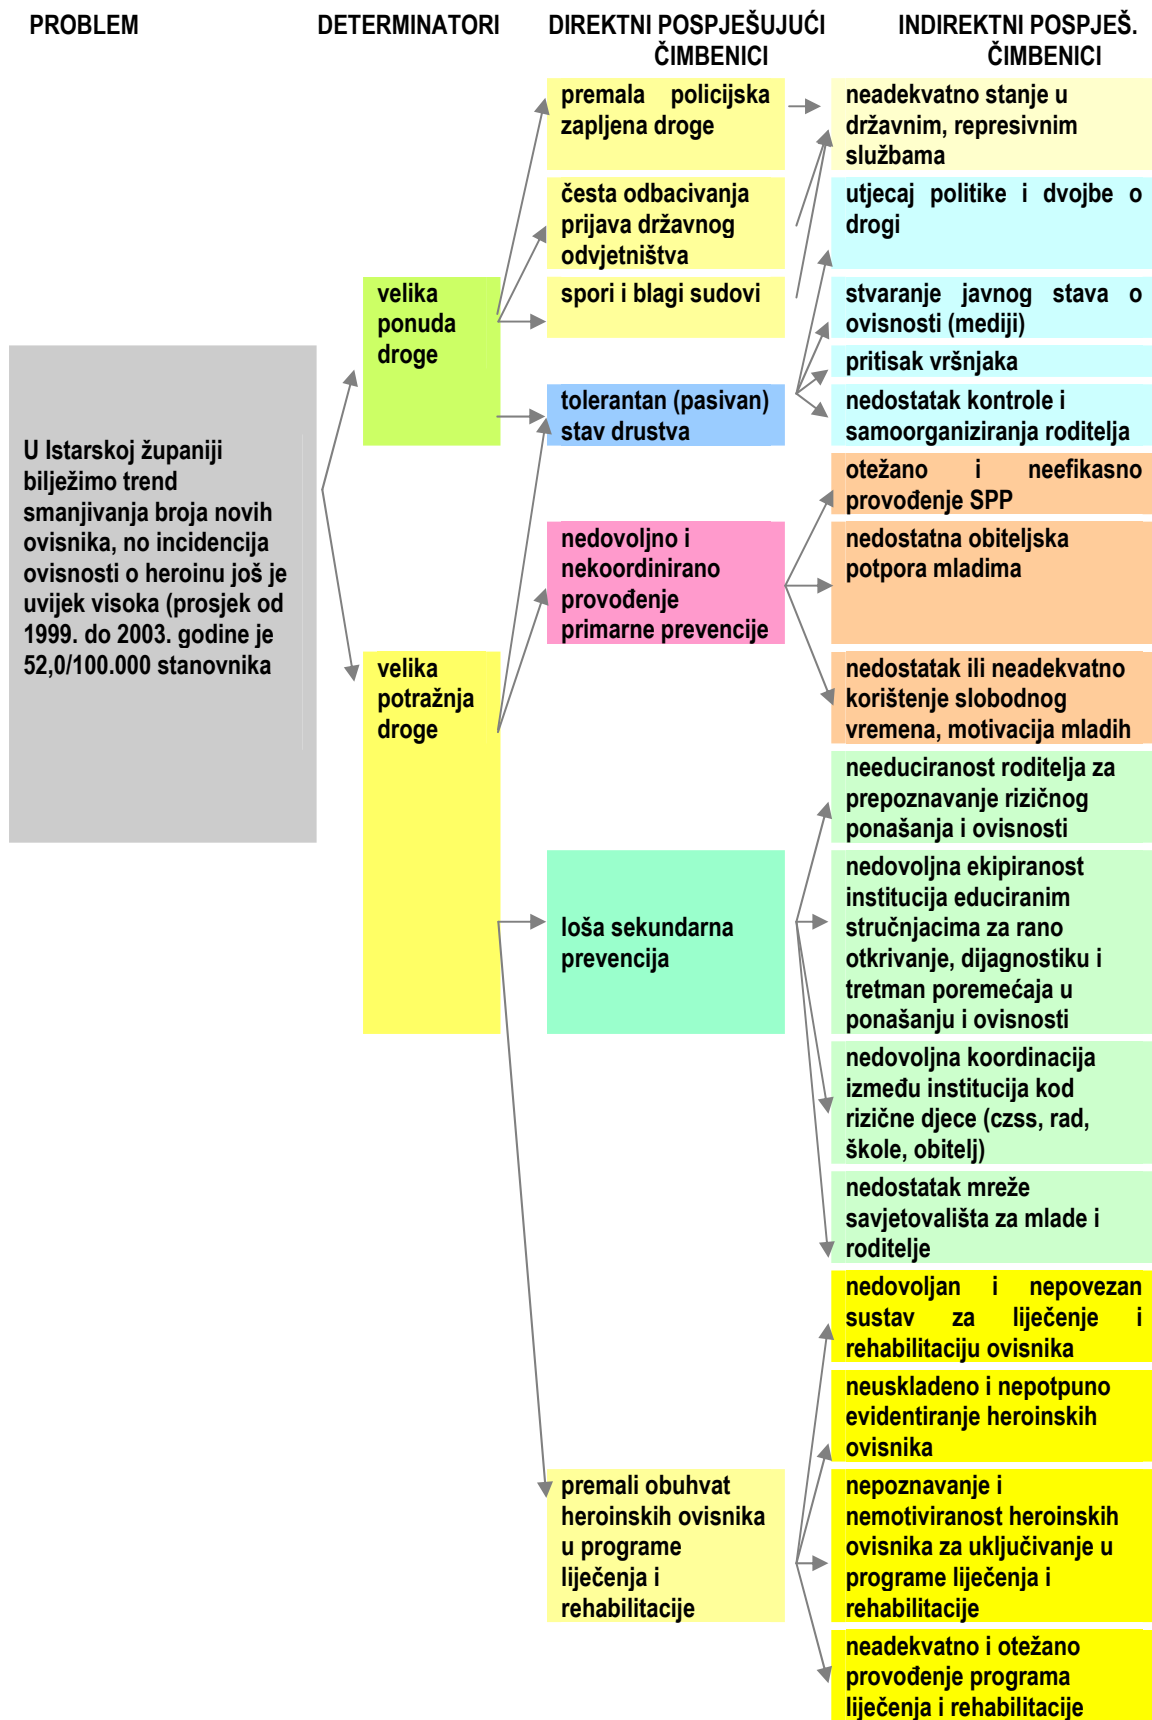 PROBLEM
DETERMINATORI
DIREKTNI POSPJEŠUJUĆI
ČIMBENICI
INDIREKTNI POSPJEŠ.
ČIMBENICI
U Istarskoj županiji
bilježimo trend
smanjivanja broja novih
ovisnika, no incidencija
ovisnosti o heroinu još je
uvijek visoka (prosjek od
1999. do 2003. godine je
52,0/100.000 stanovnika
velika
ponuda
droge
velika
potražnja
droge
premala policijska
zapljena droge
česta odbacivanja
prijava državnog
odvjetništva
spori i blagi sudovi
tolerantan (pasivan)
stav drustva
nedovoljno i
nekoordinirano
provođenje
primarne prevencije
loša sekundarna
prevencija
premali obuhvat
heroinskih ovisnika
u programe
liječenja i
rehabilitacije
neadekvatno stanje u
državnim, represivnim
službama
utjecaj politike i dvojbe o
drogi
stvaranje javnog stava o
ovisnosti (mediji)
pritisak vršnjaka
nedostatak kontrole i
samoorganiziranja roditelja
otežano i neefikasno
provođenje SPP
nedostatna obiteljska
potpora mladima
nedostatak ili neadekvatno
korištenje slobodnog
vremena, motivacija mladih
needuciranost roditelja za
prepoznavanje rizičnog
ponašanja i ovisnosti
nedovoljna ekipiranost
institucija educiranim
stručnjacima za rano
otkrivanje, dijagnostiku i
tretman poremećaja u
ponašanju i ovisnosti
nedovoljna koordinacija
između institucija kod
rizične djece (czss, rad,
škole, obitelj)
nedostatak mreže
savjetovališta za mlade i
roditelje
nedovoljan i nepovezan
sustav za liječenje i
rehabilitaciju ovisnika
neuskladeno i nepotpuno
evidentiranje heroinskih
ovisnika
nepoznavanje i
nemotiviranost heroinskih
ovisnika za uključivanje u
programe liječenja i
rehabilitacije
neadekvatno i otežano
provođenje programa
liječenja i rehabilitacije